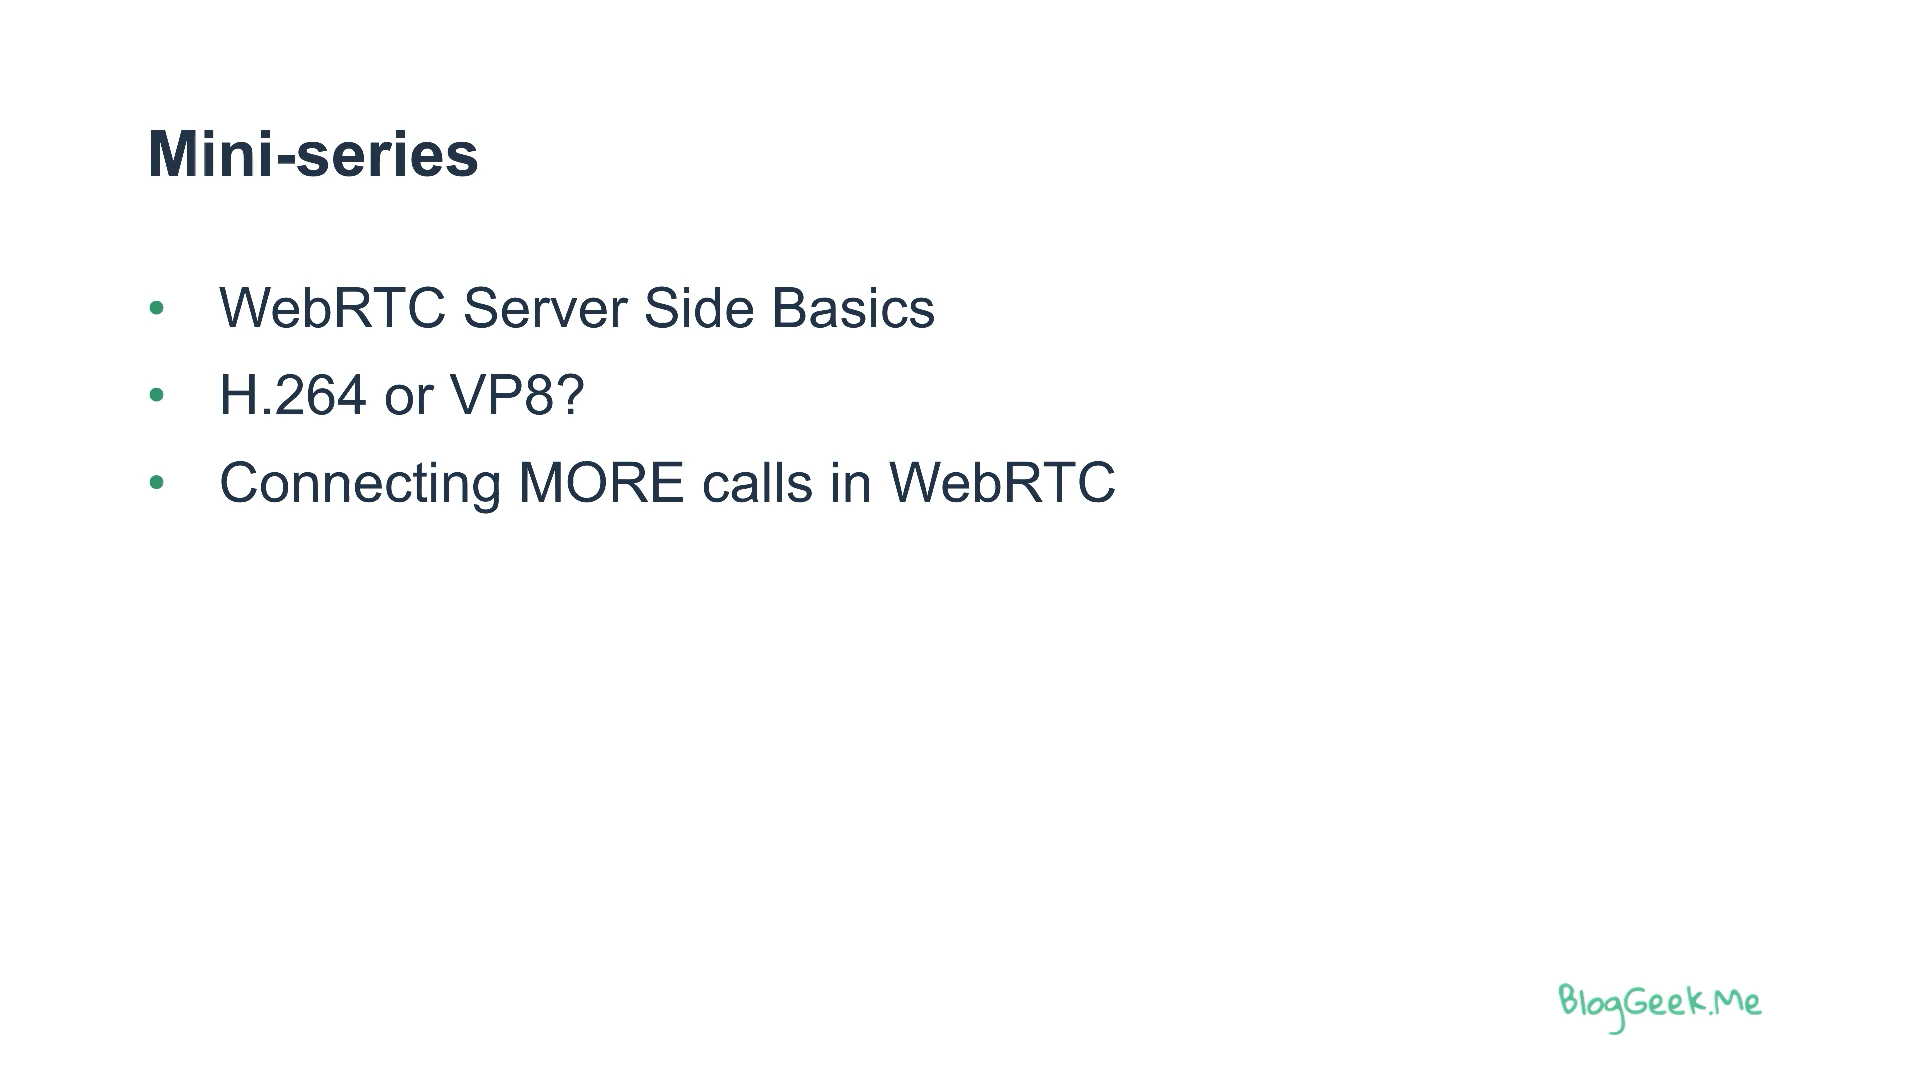 Mini-series
• WebRTC Server Side Basics
• H.264 or VP8?
• Connecting MORE calls in WebRTC
BlogGeek.Me